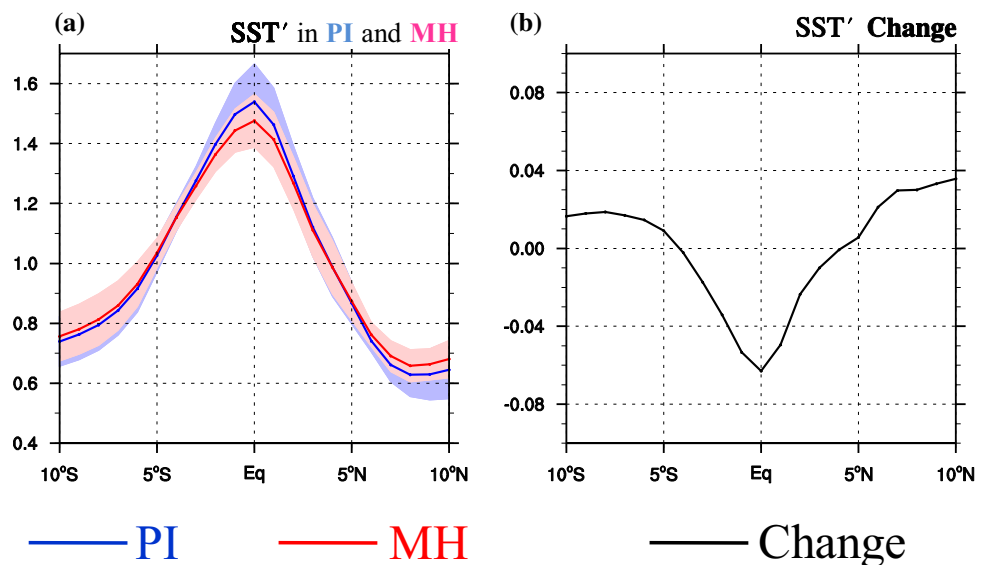 (a)
SST′ in PI and MH
1.6
1.4
1.2
1.0
0.8
0.6
0.4
10°S 5°S Eq 5°N 10°N
(b)
SST′ Change
0.08
0.04
0.00
-0.04
-0.08
10°S 5°S Eq 5°N 10°N
PI MH Change